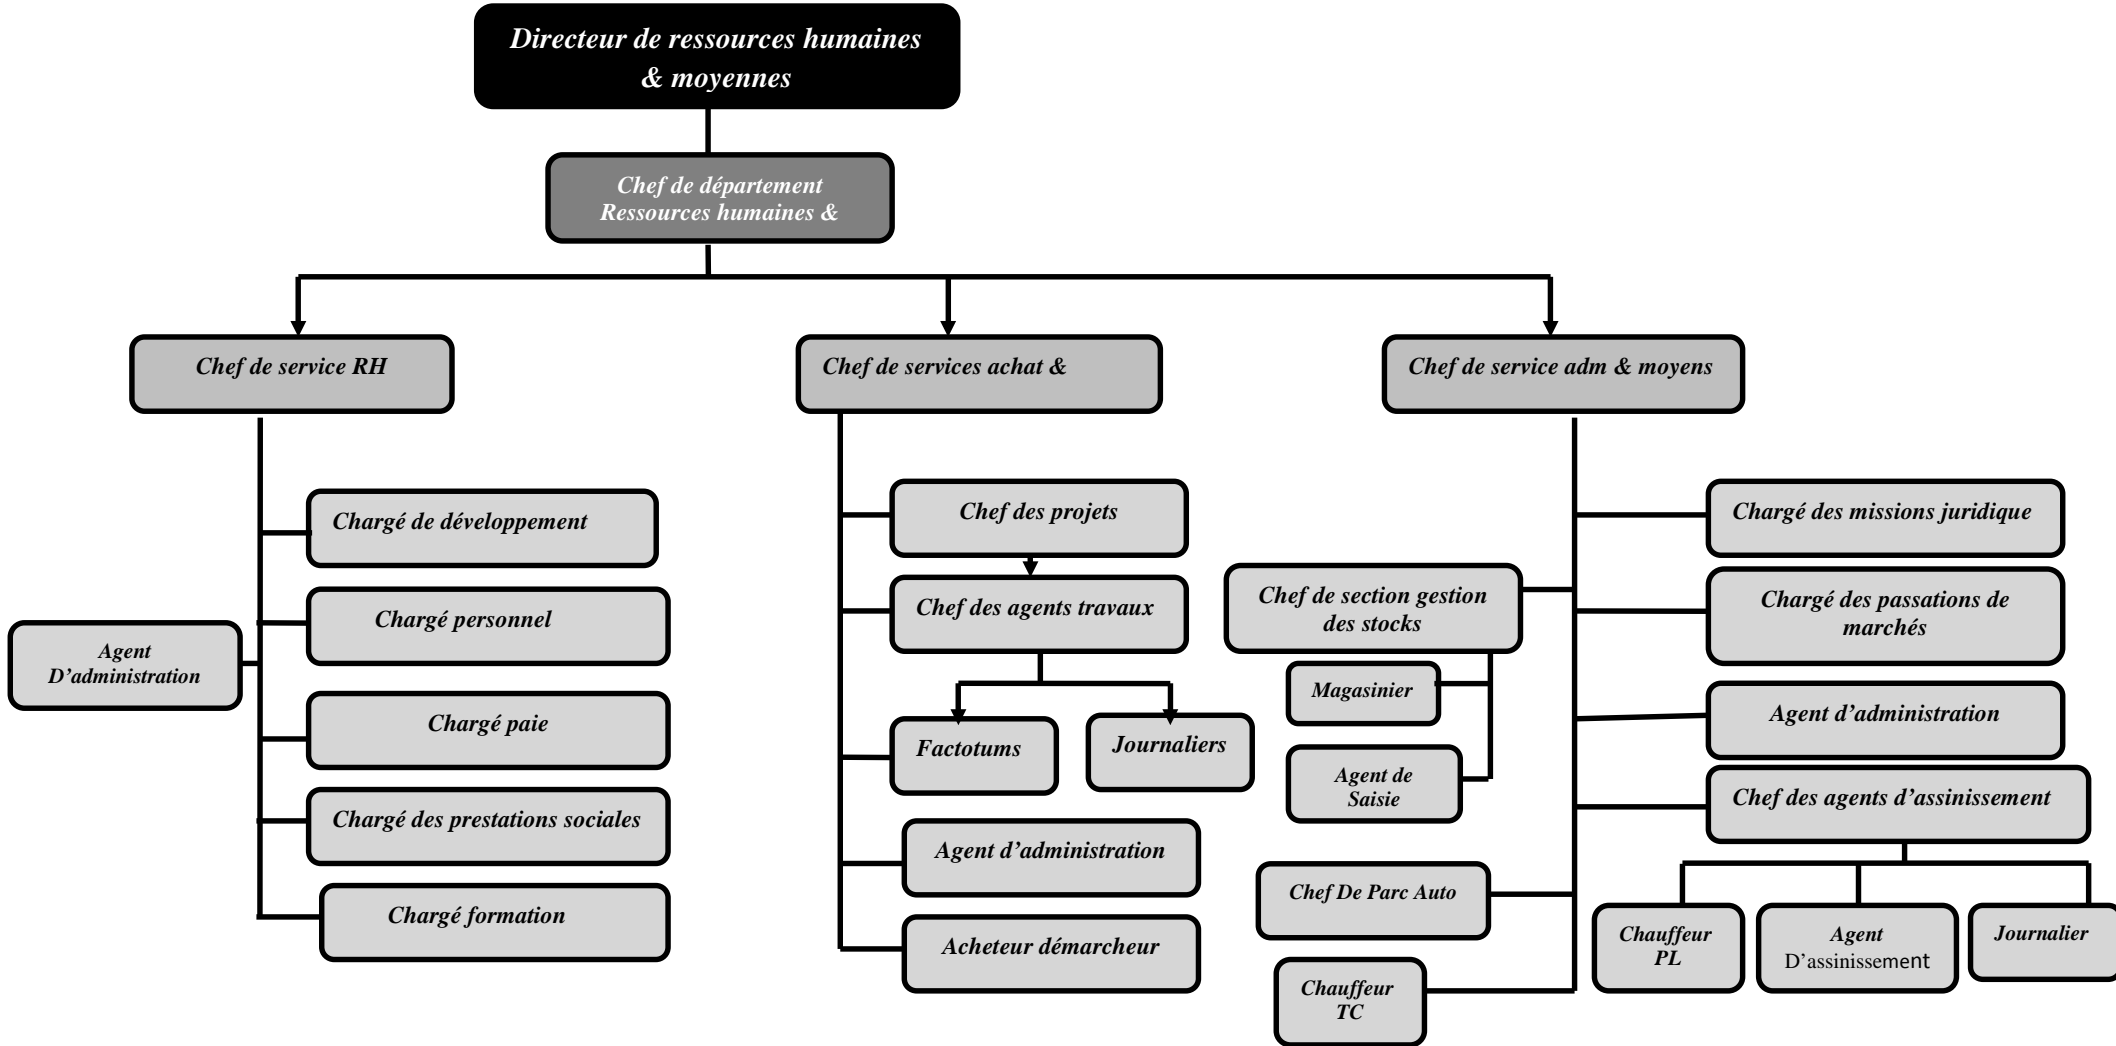 Directeur de ressources humaines
& moyennes
Chef de département
Ressources humaines &
Chef de service RH
Chef de services achat &
Chef de service adm & moyens
Chargé de développement
Chargé personnel
Agent
D’administration
Chargé paie
Chargé des prestations sociales
Chargé formation
Chef des projets
Chef des agents travaux
Factotums
Journaliers
Agent d’administration
Acheteur démarcheur
Chef de section gestion
des stocks
Magasinier
Agent de
Saisie
Chef De Parc Auto
Chauffeur
TC
Chargé des missions juridique
Chargé des passations de
marchés
Agent d’administration
Chef des agents d’assinissement
Chauffeur
PL
Agent
D’assinissement
Journalier